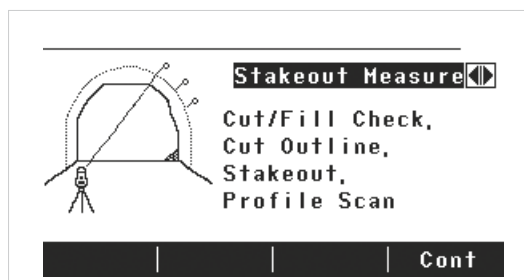 Stakeout Measure
Cut/Fill Check,
Cut Outline,
Stakeout,
Profile Scan
Cont